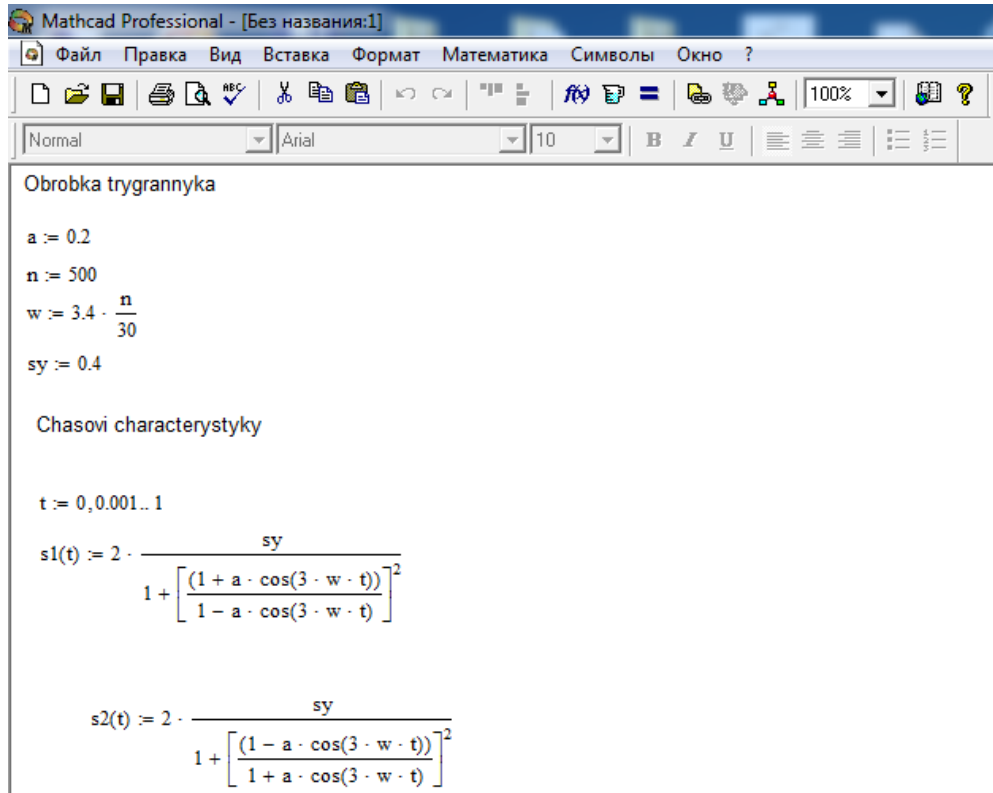 Mathcad Professional - [Без названия:1]
Файл Правка Вид Вставка Формат Математика Символы Окно ?
ABC f(x) = 100% ?
Normal Arial 10 B I U
Obrobka trygrannyka
a := 0.2
n := 500
w := 3.4 · n/30
sy := 0.4
Chasovi characterystyky
t := 0,0.001.. 1
s1(t) := 2 · sy / (1 + [(1 + a · cos(3 · w · t)) / (1 − a · cos(3 · w · t))]^2)
s2(t) := 2 · sy / (1 + [(1 − a · cos(3 · w · t)) / (1 + a · cos(3 · w · t))]^2)